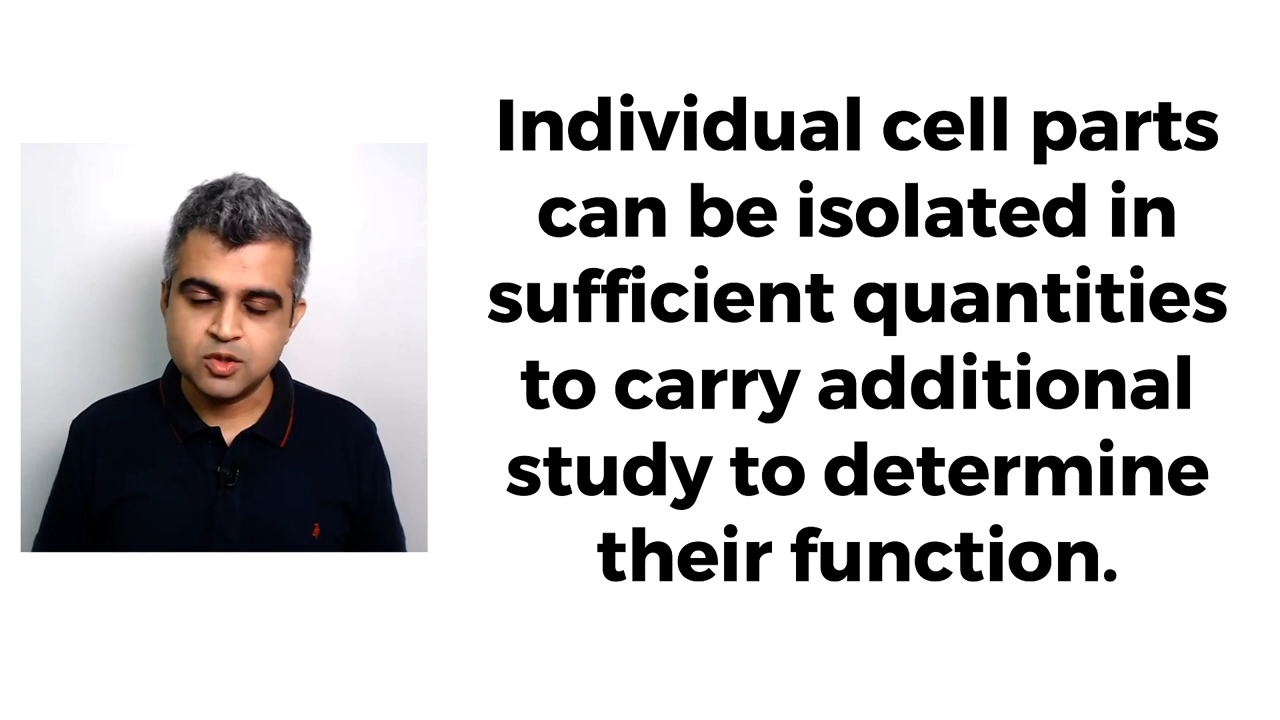 Individual cell parts
can be isolated in
sufficient quantities
to carry additional
study to determine
their function.